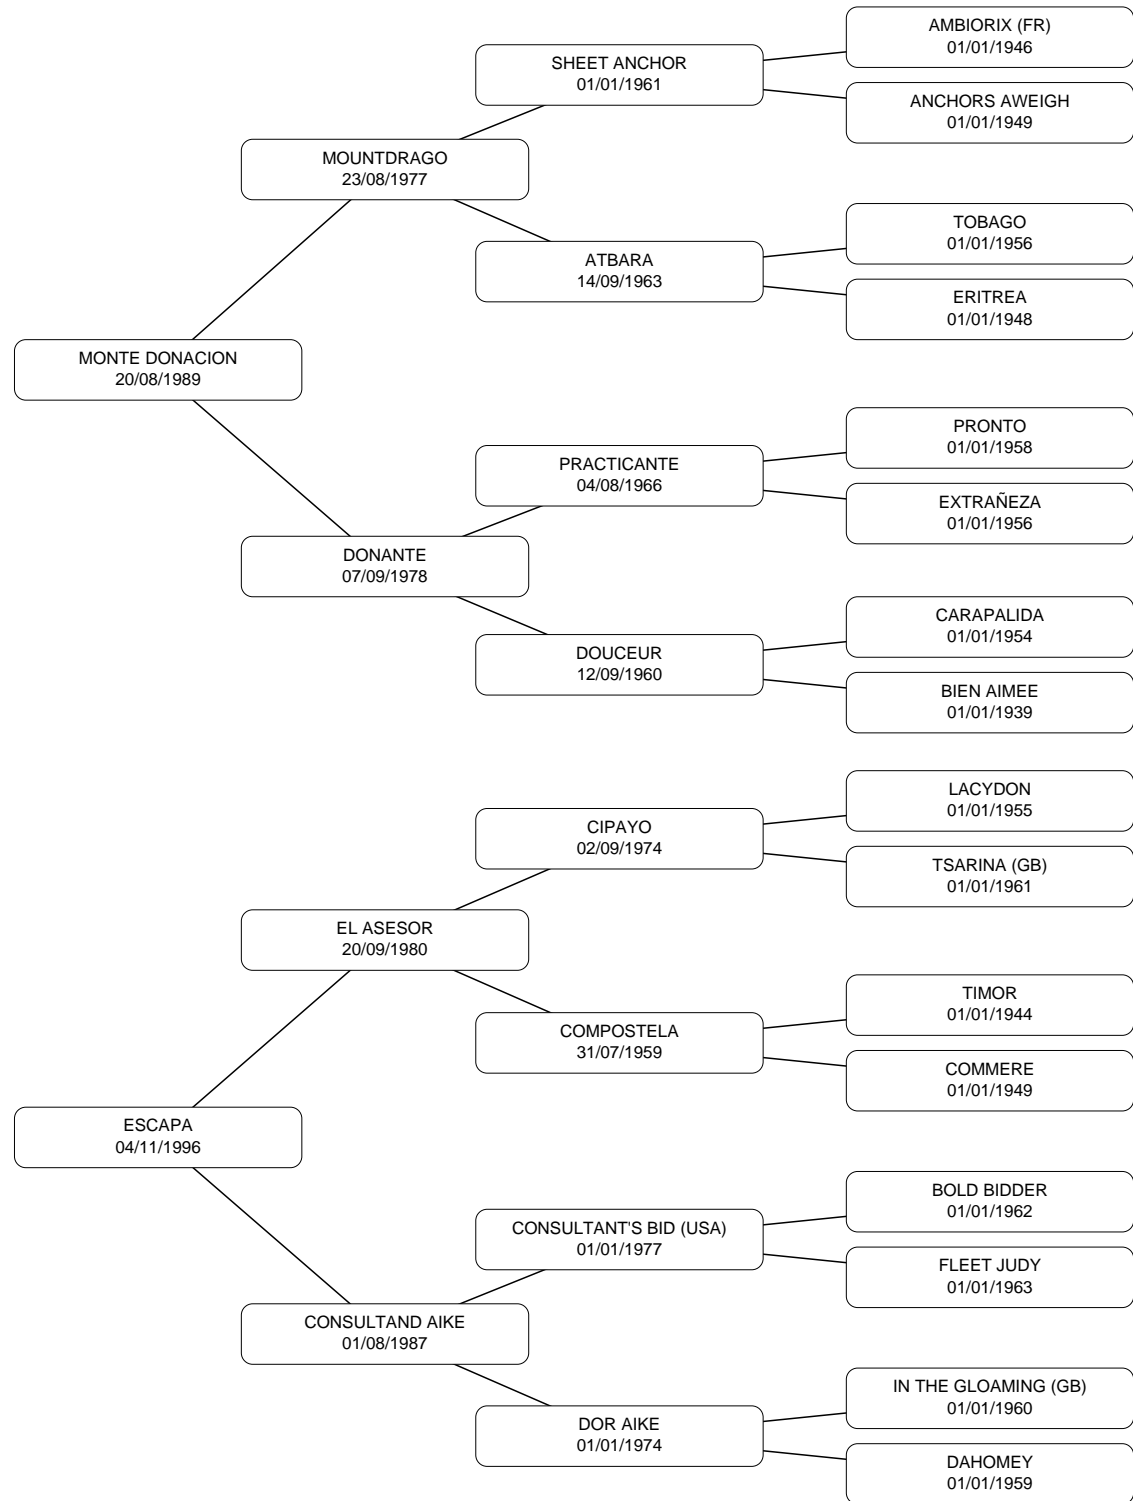 AMBIORIX (FR)
01/01/1946
SHEET ANCHOR
01/01/1961
ANCHORS AWEIGH
01/01/1949
MOUNTDRAGO
23/08/1977
TOBAGO
01/01/1956
ATBARA
14/09/1963
ERITREA
01/01/1948
MONTE DONACION
20/08/1989
PRONTO
01/01/1958
PRACTICANTE
04/08/1966
EXTRAÑEZA
01/01/1956
DONANTE
07/09/1978
CARAPALIDA
01/01/1954
DOUCEUR
12/09/1960
BIEN AIMEE
01/01/1939
LACYDON
01/01/1955
CIPAYO
02/09/1974
TSARINA (GB)
01/01/1961
EL ASESOR
20/09/1980
TIMOR
01/01/1944
COMPOSTELA
31/07/1959
COMMERE
01/01/1949
ESCAPA
04/11/1996
BOLD BIDDER
01/01/1962
CONSULTANT'S BID (USA)
01/01/1977
FLEET JUDY
01/01/1963
CONSULTAND AIKE
01/08/1987
IN THE GLOAMING (GB)
01/01/1960
DOR AIKE
01/01/1974
DAHOMEY
01/01/1959